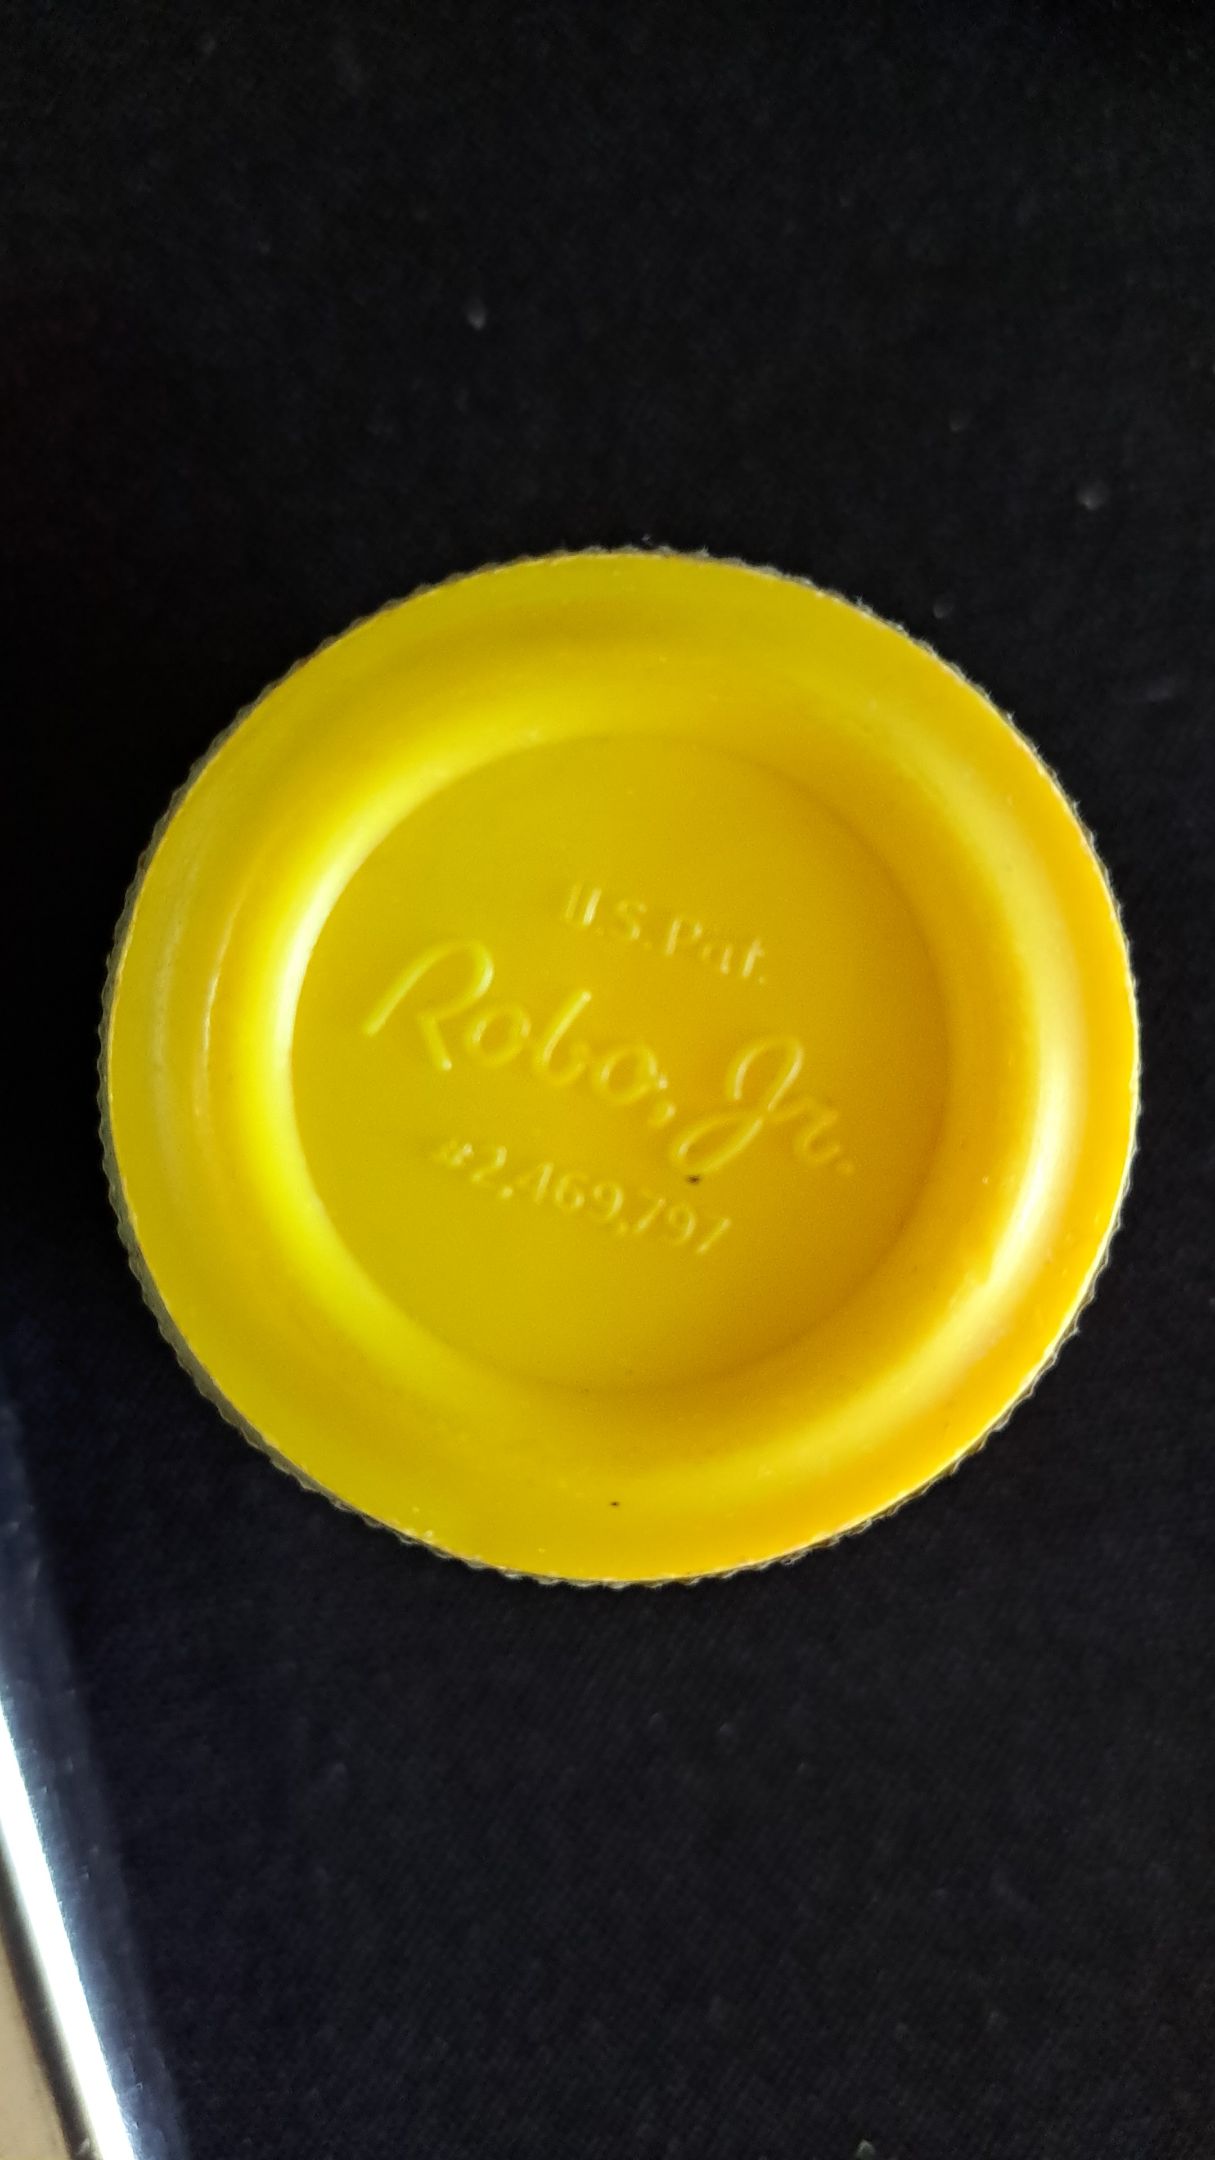 U.S. Pat.
Robo, Jr.
#2,469,797